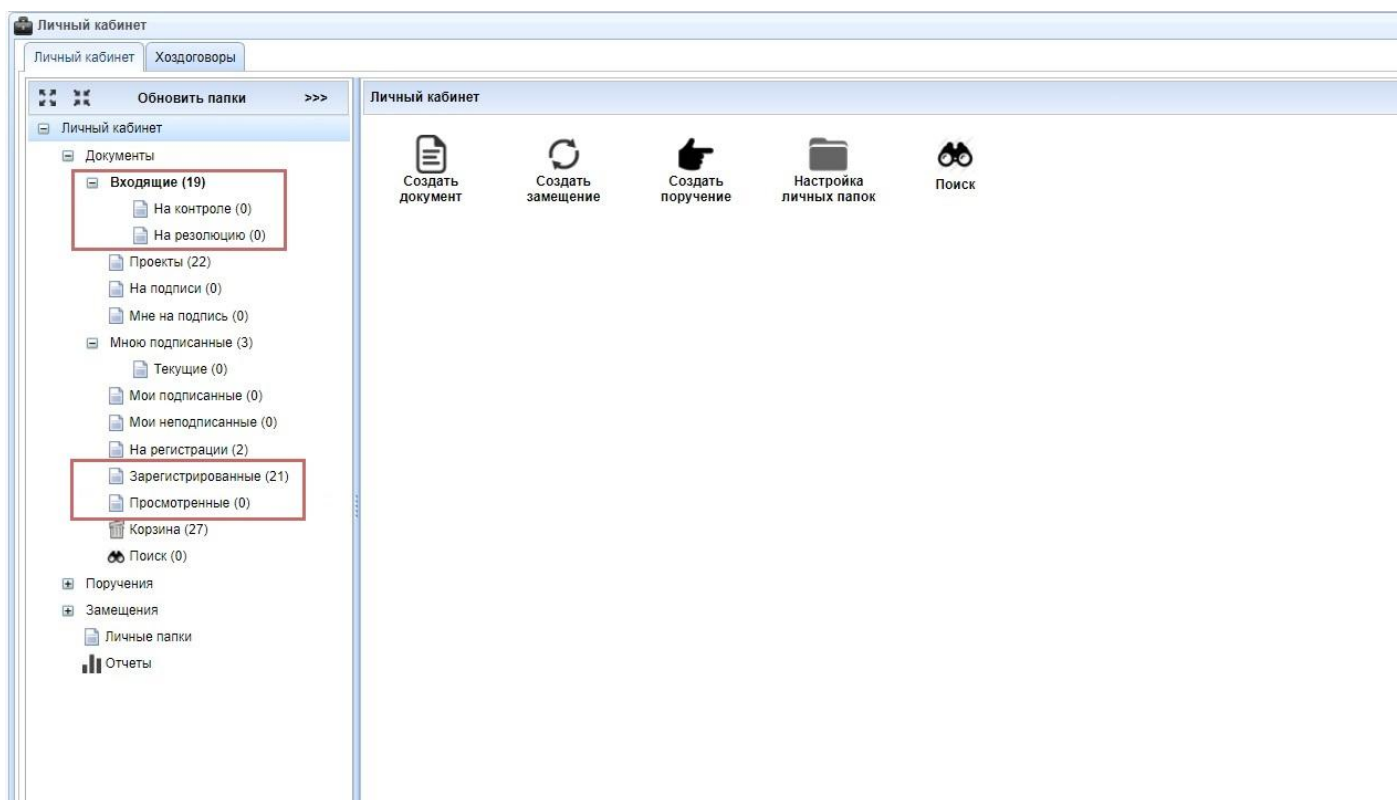 Личный кабинет
Личный кабинет
Хоздоговоры
Обновить папки >>>
Личный кабинет
Документы
Входящие (19)
На контроле (0)
На резолюцию (0)
Проекты (22)
На подписи (0)
Мне на подпись (0)
Мною подписанные (3)
Текущие (0)
Мои подписанные (0)
Мои неподписанные (0)
На регистрации (2)
Зарегистрированные (21)
Просмотренные (0)
Корзина (27)
Поиск (0)
Поручения
Замещения
Личные папки
Отчеты
Личный кабинет
Создать
документ
Создать
замещение
Создать
поручение
Настройка
личных папок
Поиск